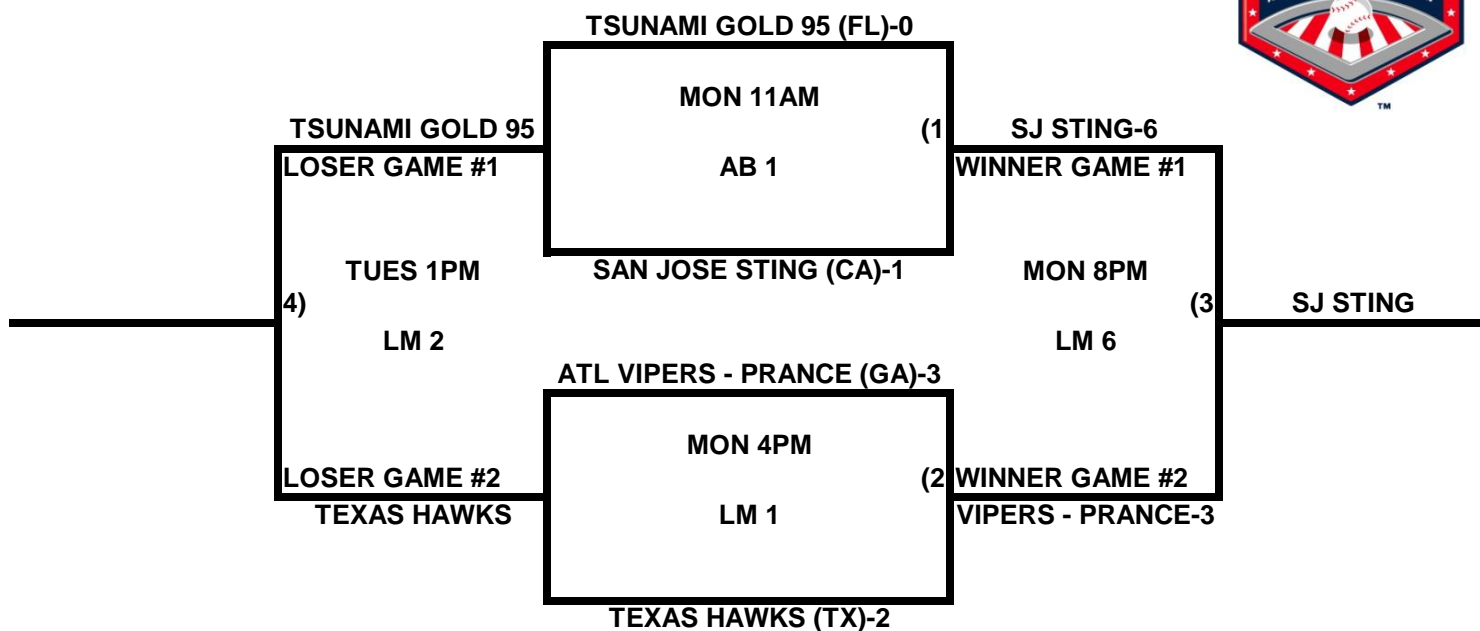 TSUNAMI GOLD 95 (FL)-0
MON 11AM
TSUNAMI GOLD 95
(1
SJ STING-6
LOSER GAME #1
AB 1
WINNER GAME #1
TUES 1PM
SAN JOSE STING (CA)-1
MON 8PM
4)
(3
SJ STING
LM 2
LM 6
ATL VIPERS - PRANCE (GA)-3
MON 4PM
LOSER GAME #2
(2
WINNER GAME #2
TEXAS HAWKS
LM 1
VIPERS - PRANCE-3
TEXAS HAWKS (TX)-2
TM